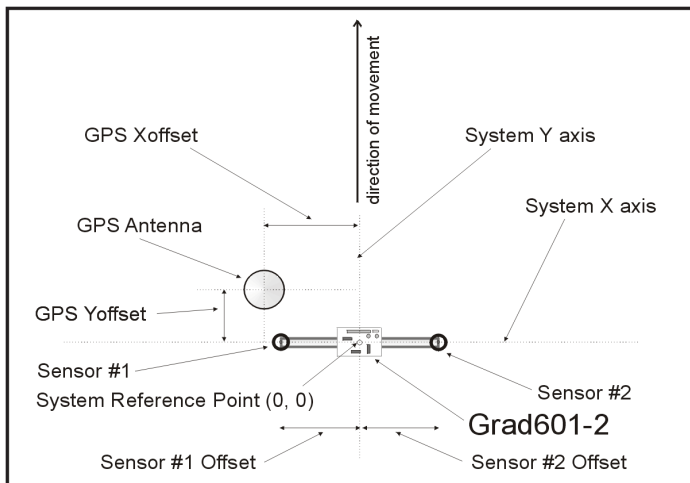 direction of movement
GPS Xoffset
System Y axis
System X axis
GPS Antenna
GPS Yoffset
Sensor #1
Sensor #2
System Reference Point (0, 0)
Grad601-2
Sensor #1 Offset
Sensor #2 Offset